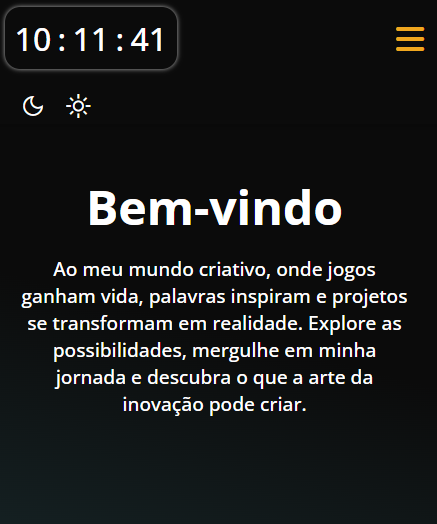 10 : 11 : 41
Bem-vindo
Ao meu mundo criativo, onde jogos
ganham vida, palavras inspiram e projetos
se transformam em realidade. Explore as
possibilidades, mergulhe em minha
jornada e descubra o que a arte da
inovação pode criar.